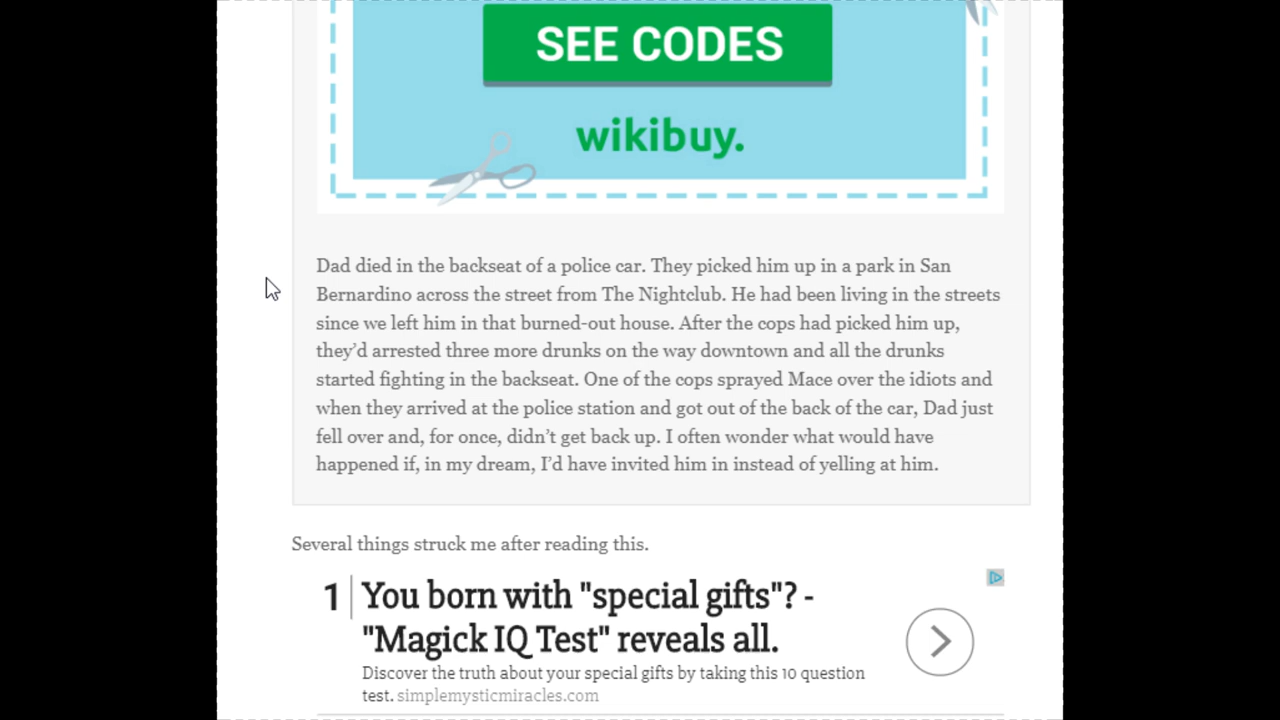 SEE CODES
wikibuy.
Dad died in the backseat of a police car. They picked him up in a park in San
Bernardino across the street from The Nightclub. He had been living in the streets
since we left him in that burned-out house. After the cops had picked him up,
they’d arrested three more drunks on the way downtown and all the drunks
started fighting in the backseat. One of the cops sprayed Mace over the idiots and
when they arrived at the police station and got out of the back of the car, Dad just
fell over and, for once, didn’t get back up. I often wonder what would have
happened if, in my dream, I’d have invited him in instead of yelling at him.
Several things struck me after reading this.
1 You born with "special gifts"? -
"Magick IQ Test" reveals all.
Discover the truth about your special gifts by taking this 10 question
test. simplemysticmiracles.com